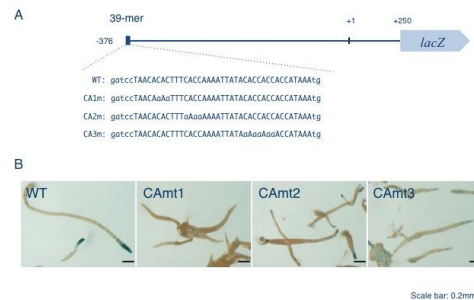 A
39-mer
-376
+1
+250
lacZ
WT: gatccTAACACACTTTCACCAAAATTATACACCACCACCATAAAtg
CA1m: gatccTAACAaAaTTTCACCAAAATTATACACCACCACCATAAAtg
CA2m: gatccTAACACACTTTaAaaAAAATTATACACCACCACCATAAAtg
CA3m: gatccTAACACACTTTCACCAAAATTATAaAaaAaaACCATAAAtg
B
WT
CAmt1
CAmt2
CAmt3
Scale bar: 0.2mm